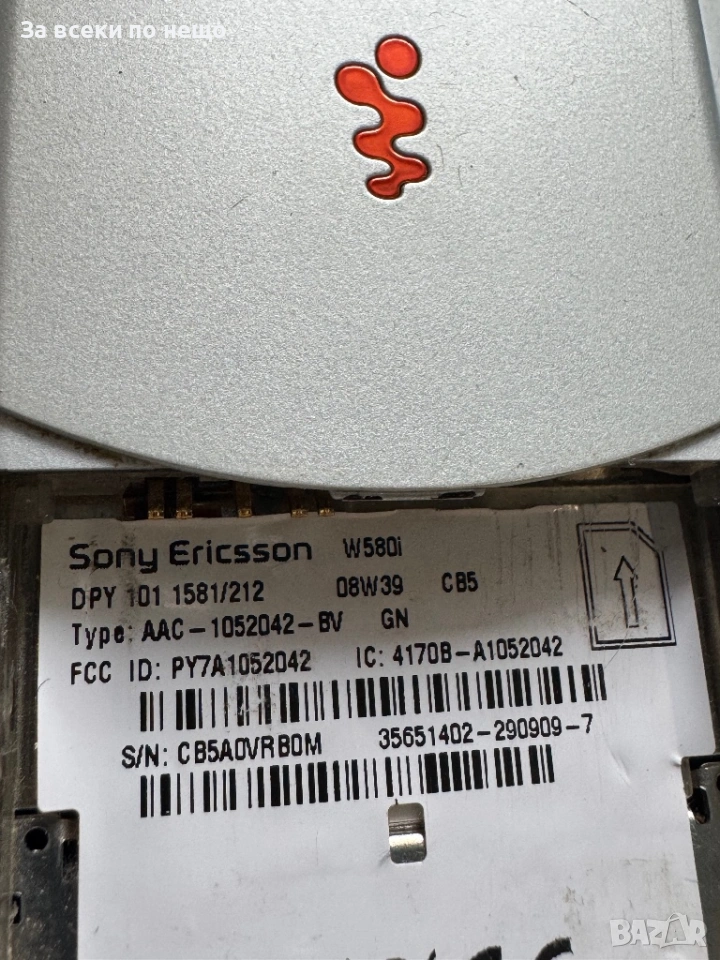 За всеки по нещо
Sony Ericsson W580i
DPY 101 1581/212 08W39 CB5
Type: AAC-1052042-BV GN
FCC ID: PY7A1052042 IC: 4170B-A1052042
S/N: CB5A0VRB0M 35651402-290909-7
BAZAR